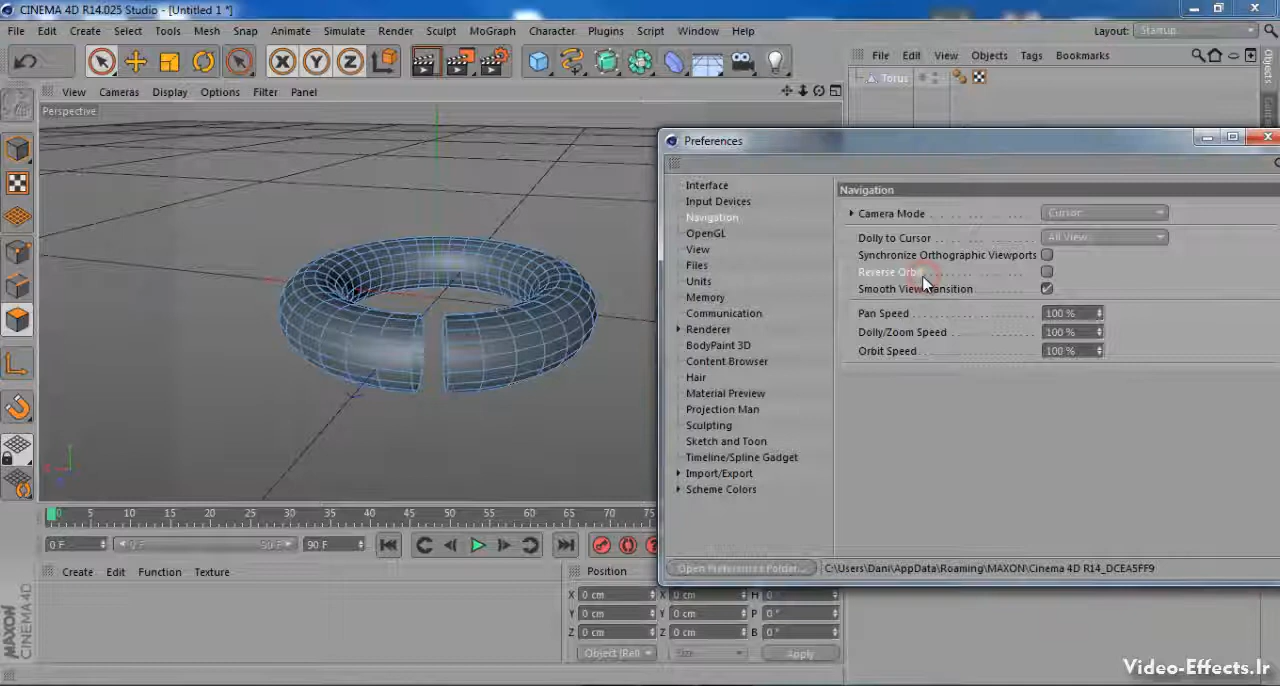 CINEMA 4D R14.025 Studio - [Untitled 1 *]
File Edit Create Select Tools Mesh Snap Animate Simulate Render Sculpt MoGraph Character Plugins Script Window Help Layout: Startup
File Edit View Objects Tags Bookmarks
Torus
View Cameras Display Options Filter Panel
Perspective
Objects
Preferences
Interface
Input Devices
Navigation
OpenGL
View
Files
Units
Memory
Communication
Renderer
BodyPaint 3D
Content Browser
Hair
Material Preview
Projection Man
Sculpting
Sketch and Toon
Timeline/Spline Gadget
Import/Export
Scheme Colors
Navigation
Camera Mode Cursor
Dolly to Cursor All View
Synchronize Orthographic Viewports
Reverse Orbit
Smooth View Transition
Pan Speed 100 %
Dolly/Zoom Speed 100 %
Orbit Speed 100 %
Open Preferences Folder... C:\Users\Dani\AppData\Roaming\MAXON\Cinema 4D R14_DCEA5FF9
0 5 10 15 20 25 30 35 40 45 50 55 60 65 70 75
0 F 0 F 90 F 90 F
Create Edit Function Texture
Position
X 0 cm X 0 cm H 0 °
Y 0 cm Y 0 cm P 0 °
Z 0 cm Z 0 cm B 0 °
Object (Rel) Size Apply
MAXON
CINEMA 4D
Video-Effects.Ir